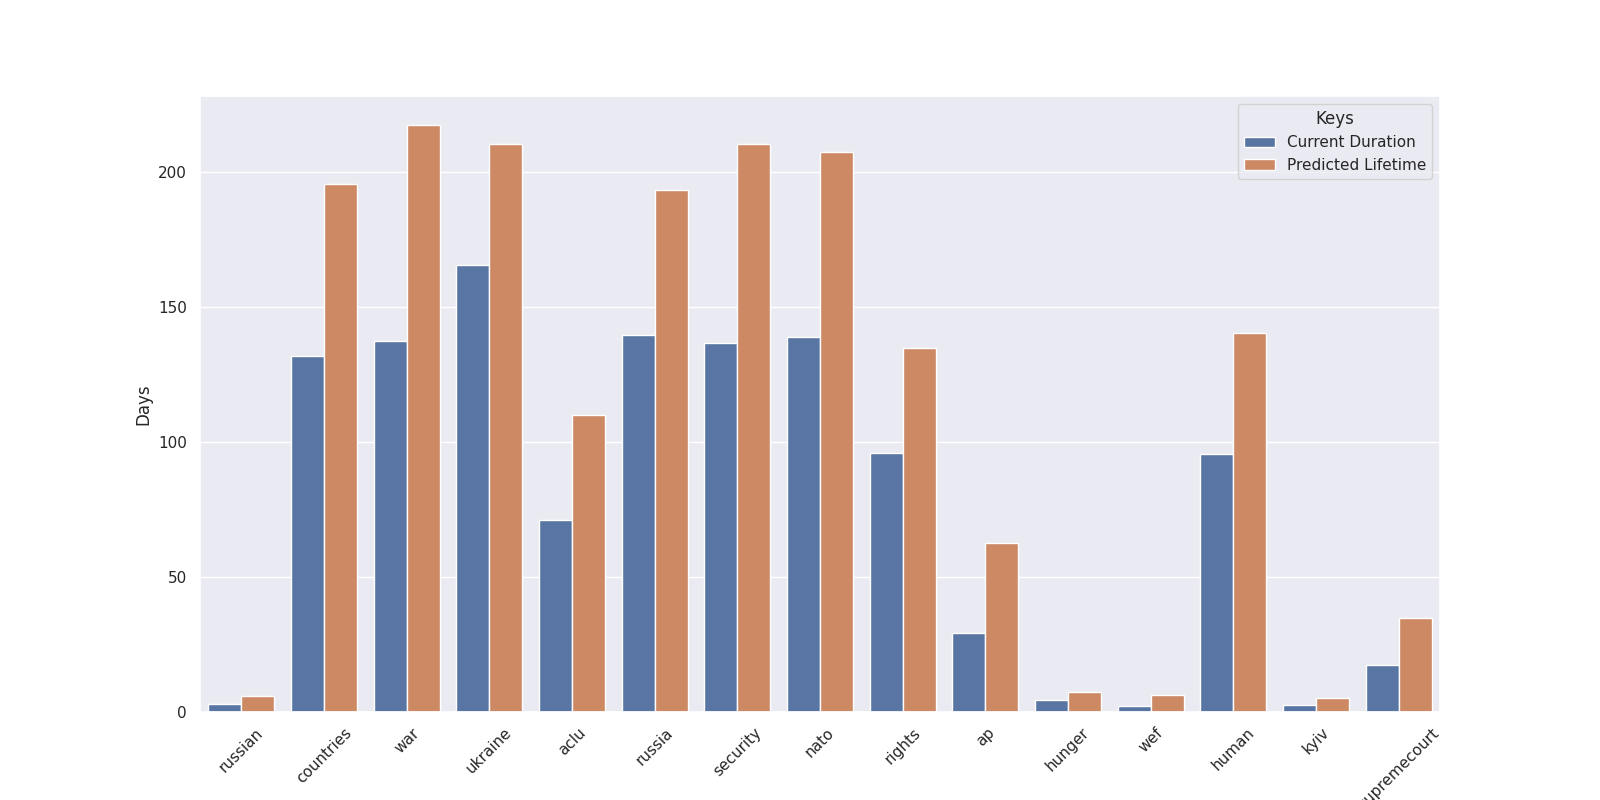 Keys
Current Duration
Predicted Lifetime
Days
200
150
100
50
0
russian
countries
war
ukraine
aclu
russia
security
nato
rights
ap
hunger
wef
human
kyiv
upremecourt